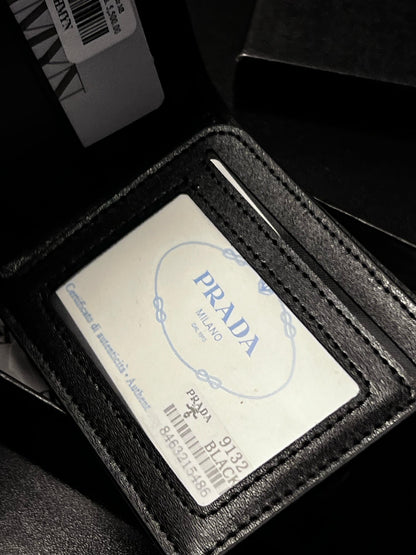 PRADA
MILANO
DAL 1913
Certificato di autenticità · Authent
PRADA
9132
BLACK
8463215486